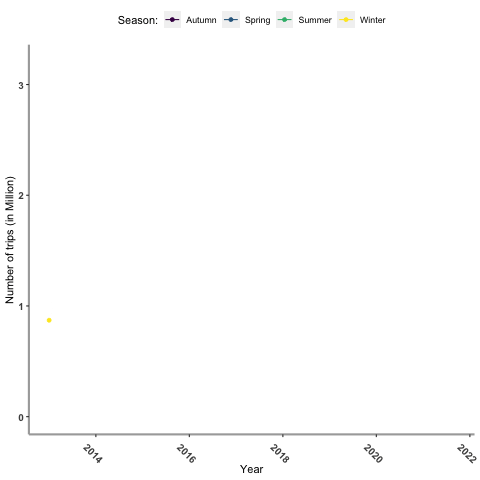 Season: Autumn Spring Summer Winter
Number of trips (in Million)
3
2
1
0
2014 2016 2018 2020 2022
Year